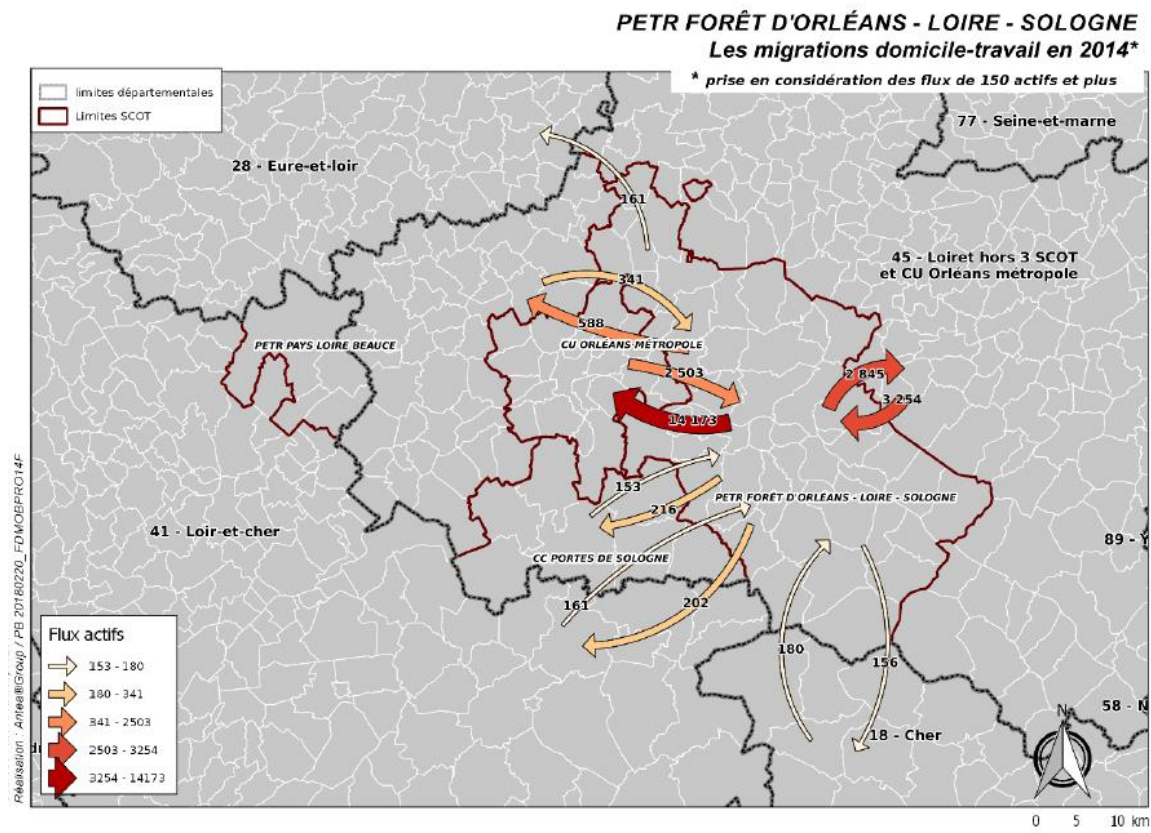 PETR FORÊT D'ORLÉANS - LOIRE - SOLOGNE
Les migrations domicile-travail en 2014*
* prise en considération des flux de 150 actifs et plus
limites départementales
Limites SCOT
77 - Seine-et-marne
28 - Eure-et-loir
161
45 - Loiret hors 3 SCOT
et CU Orléans métropole
341
588
PETR PAYS LOIRE BEAUCE
CU ORLÉANS MÉTROPOLE
2 503
2 845
3 254
14 173
153
PETR FORÊT D'ORLÉANS - LOIRE - SOLOGNE
216
41 - Loir-et-cher
89 - Y
CC PORTES DE SOLOGNE
161
202
180
156
Flux actifs
153 - 180
180 - 341
341 - 2503
2503 - 3254
3254 - 14173
58 - N
N
18 - Cher
0 5 10 km
Réalisation : Antea®Group / PB 20180220_FDMOBPRO14F